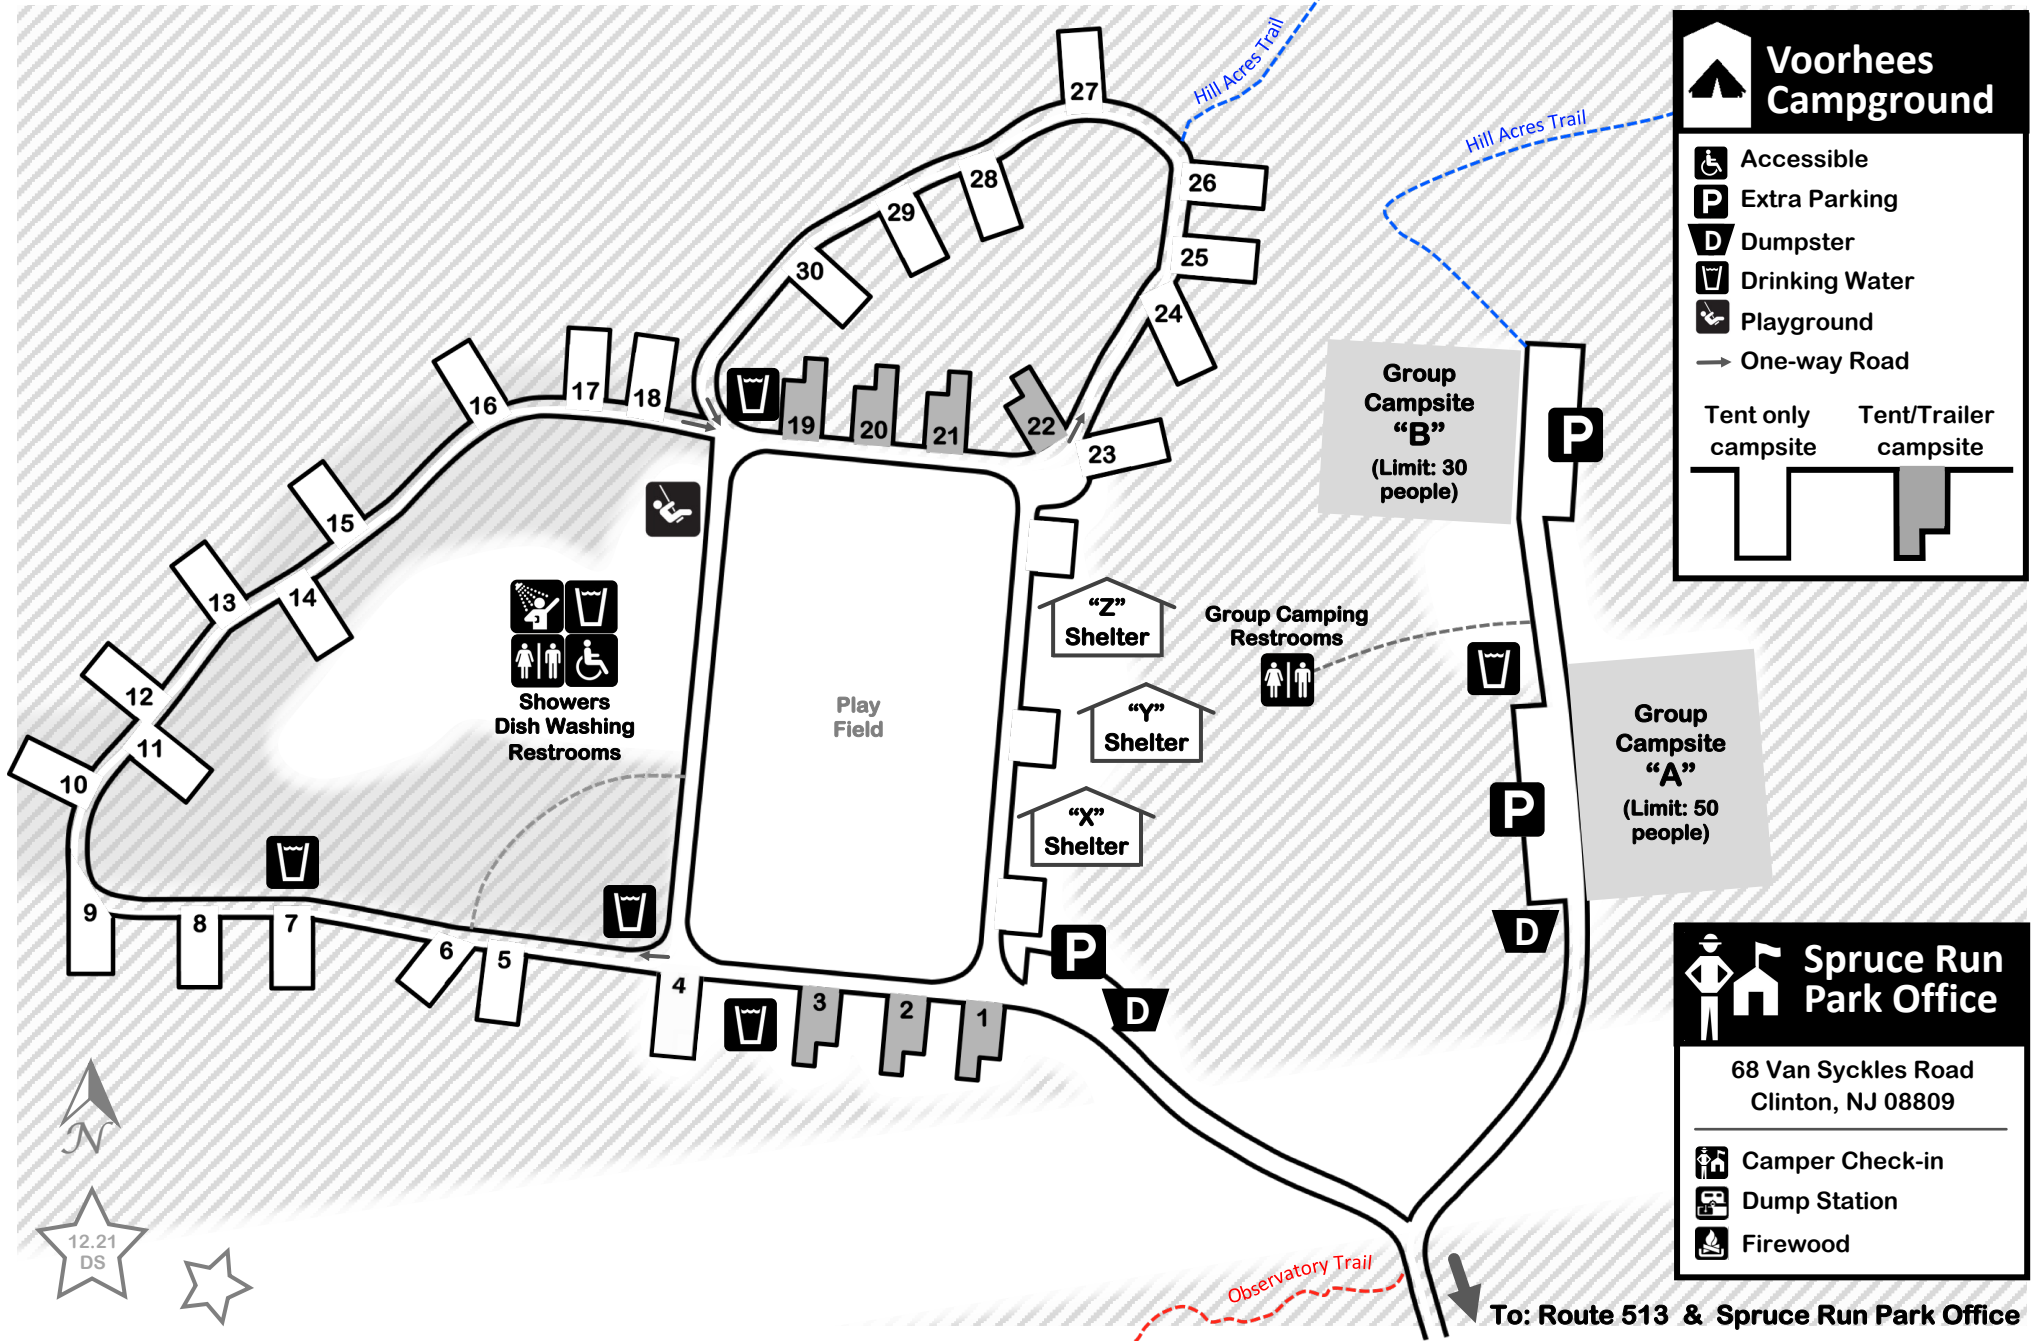 Voorhees
Campground
Accessible
P Extra Parking
D Dumpster
Drinking Water
Playground
One-way Road
Tent only
campsite
Tent/Trailer
campsite
Hill Acres Trail
Hill Acres Trail
27
26
25
24
28
29
30
23
22
21
20
19
18
17
16
15
14
13
12
11
10
9
8
7
6
5
4
3
2
1
Group
Campsite
“B”
(Limit: 30
people)
P
“Z”
Shelter
“Y”
Shelter
“X”
Shelter
Group Camping
Restrooms
Showers
Dish Washing
Restrooms
Play
Field
Group
Campsite
“A”
(Limit: 50
people)
P
D
P
D
Spruce Run
Park Office
68 Van Syckles Road
Clinton, NJ 08809
Camper Check-in
Dump Station
Firewood
N
12.21
DS
Observatory Trail
To: Route 513 & Spruce Run Park Office